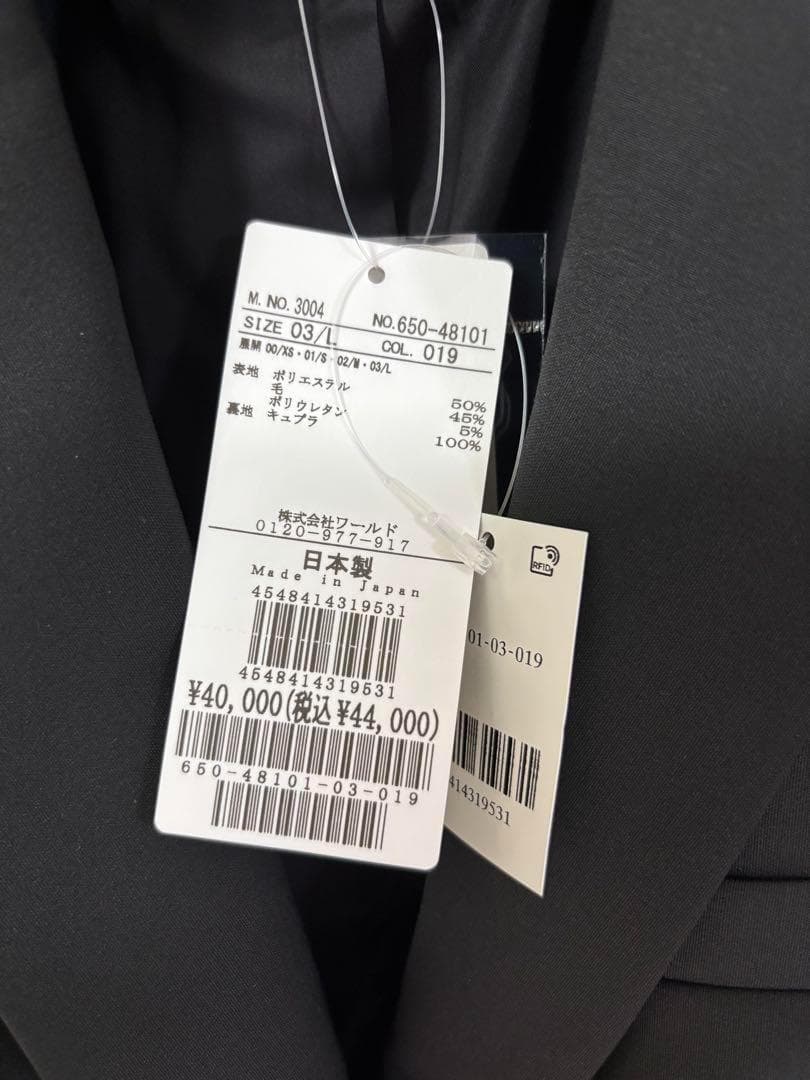 M. NO. 3004 NO. 650-48101
SIZE 03/L COL. 019
展開 00/XS・01/S・02/M・03/L
表地 ポリエステル 50%
毛 45%
ポリウレタン 5%
裏地 キュプラ 100%
株式会社ワールド
0120-977-917
日本製
Made in Japan
4548414319531
4548414319531
¥40,000(税込¥44,000)
650-48101-03-019
RFID
01-03-019
414319531